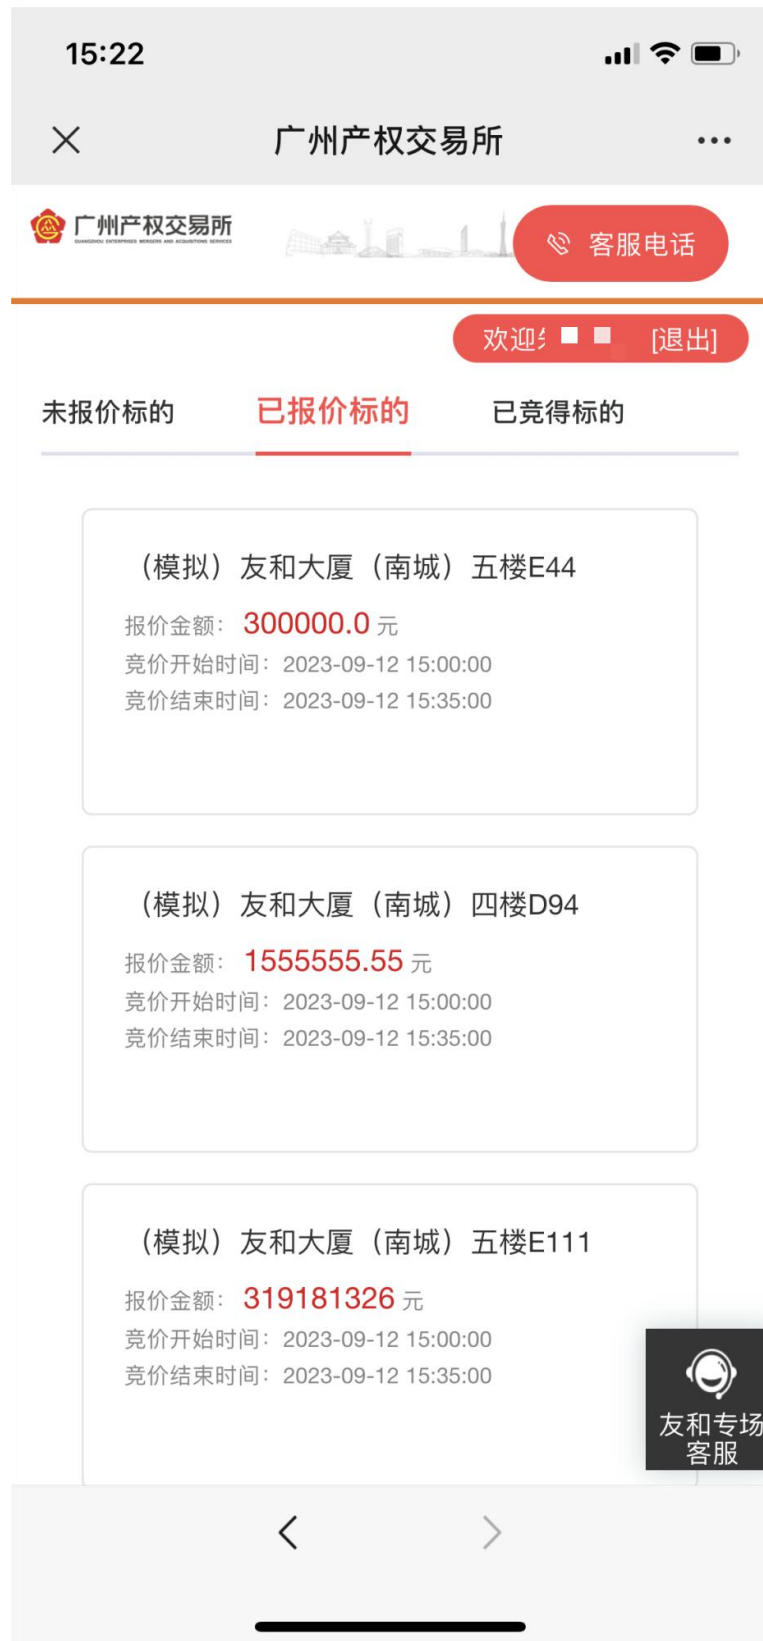 15:22
广州产权交易所
广州产权交易所
GUANGZHOU ENTERPRISES MERGERS AND ACQUISITIONS SERVICES
客服电话
欢迎 [退出]
未报价标的 已报价标的 已竞得标的
（模拟）友和大厦（南城）五楼E44
报价金额：300000.0 元
竞价开始时间：2023-09-12 15:00:00
竞价结束时间：2023-09-12 15:35:00
（模拟）友和大厦（南城）四楼D94
报价金额：1555555.55 元
竞价开始时间：2023-09-12 15:00:00
竞价结束时间：2023-09-12 15:35:00
（模拟）友和大厦（南城）五楼E111
报价金额：319181326 元
竞价开始时间：2023-09-12 15:00:00
竞价结束时间：2023-09-12 15:35:00
友和专场
客服